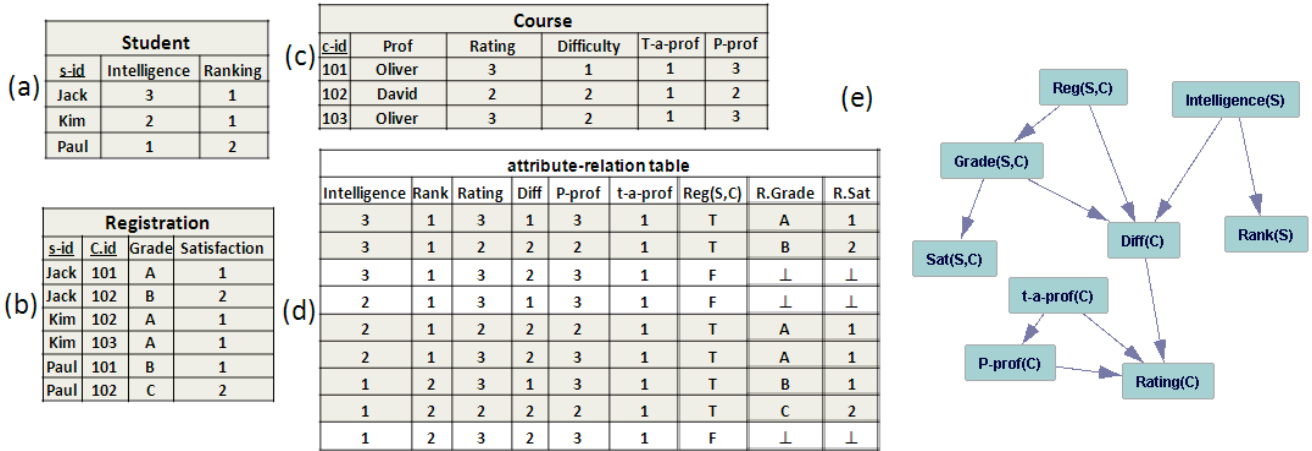 (a)
Student
s-id Intelligence Ranking
Jack 3 1
Kim 2 1
Paul 1 2
(b)
Registration
s-id C.id Grade Satisfaction
Jack 101 A 1
Jack 102 B 2
Kim 102 A 1
Kim 103 A 1
Paul 101 B 1
Paul 102 C 2
(c)
Course
c-id Prof Rating Difficulty T-a-prof P-prof
101 Oliver 3 1 1 3
102 David 2 2 1 2
103 Oliver 3 2 1 3
(d)
attribute-relation table
Intelligence Rank Rating Diff P-prof t-a-prof Reg(S,C) R.Grade R.Sat
3 1 3 1 3 1 T A 1
3 1 2 2 2 1 T B 2
3 1 3 2 3 1 F ⊥ ⊥
2 1 3 1 3 1 F ⊥ ⊥
2 1 2 2 2 1 T A 1
2 1 3 2 3 1 T A 1
1 2 3 1 3 1 T B 1
1 2 2 2 2 1 T C 2
1 2 3 2 3 1 F ⊥ ⊥
(e)
Reg(S,C)
Intelligence(S)
Grade(S,C)
Diff(C)
Rank(S)
Sat(S,C)
t-a-prof(C)
P-prof(C)
Rating(C)